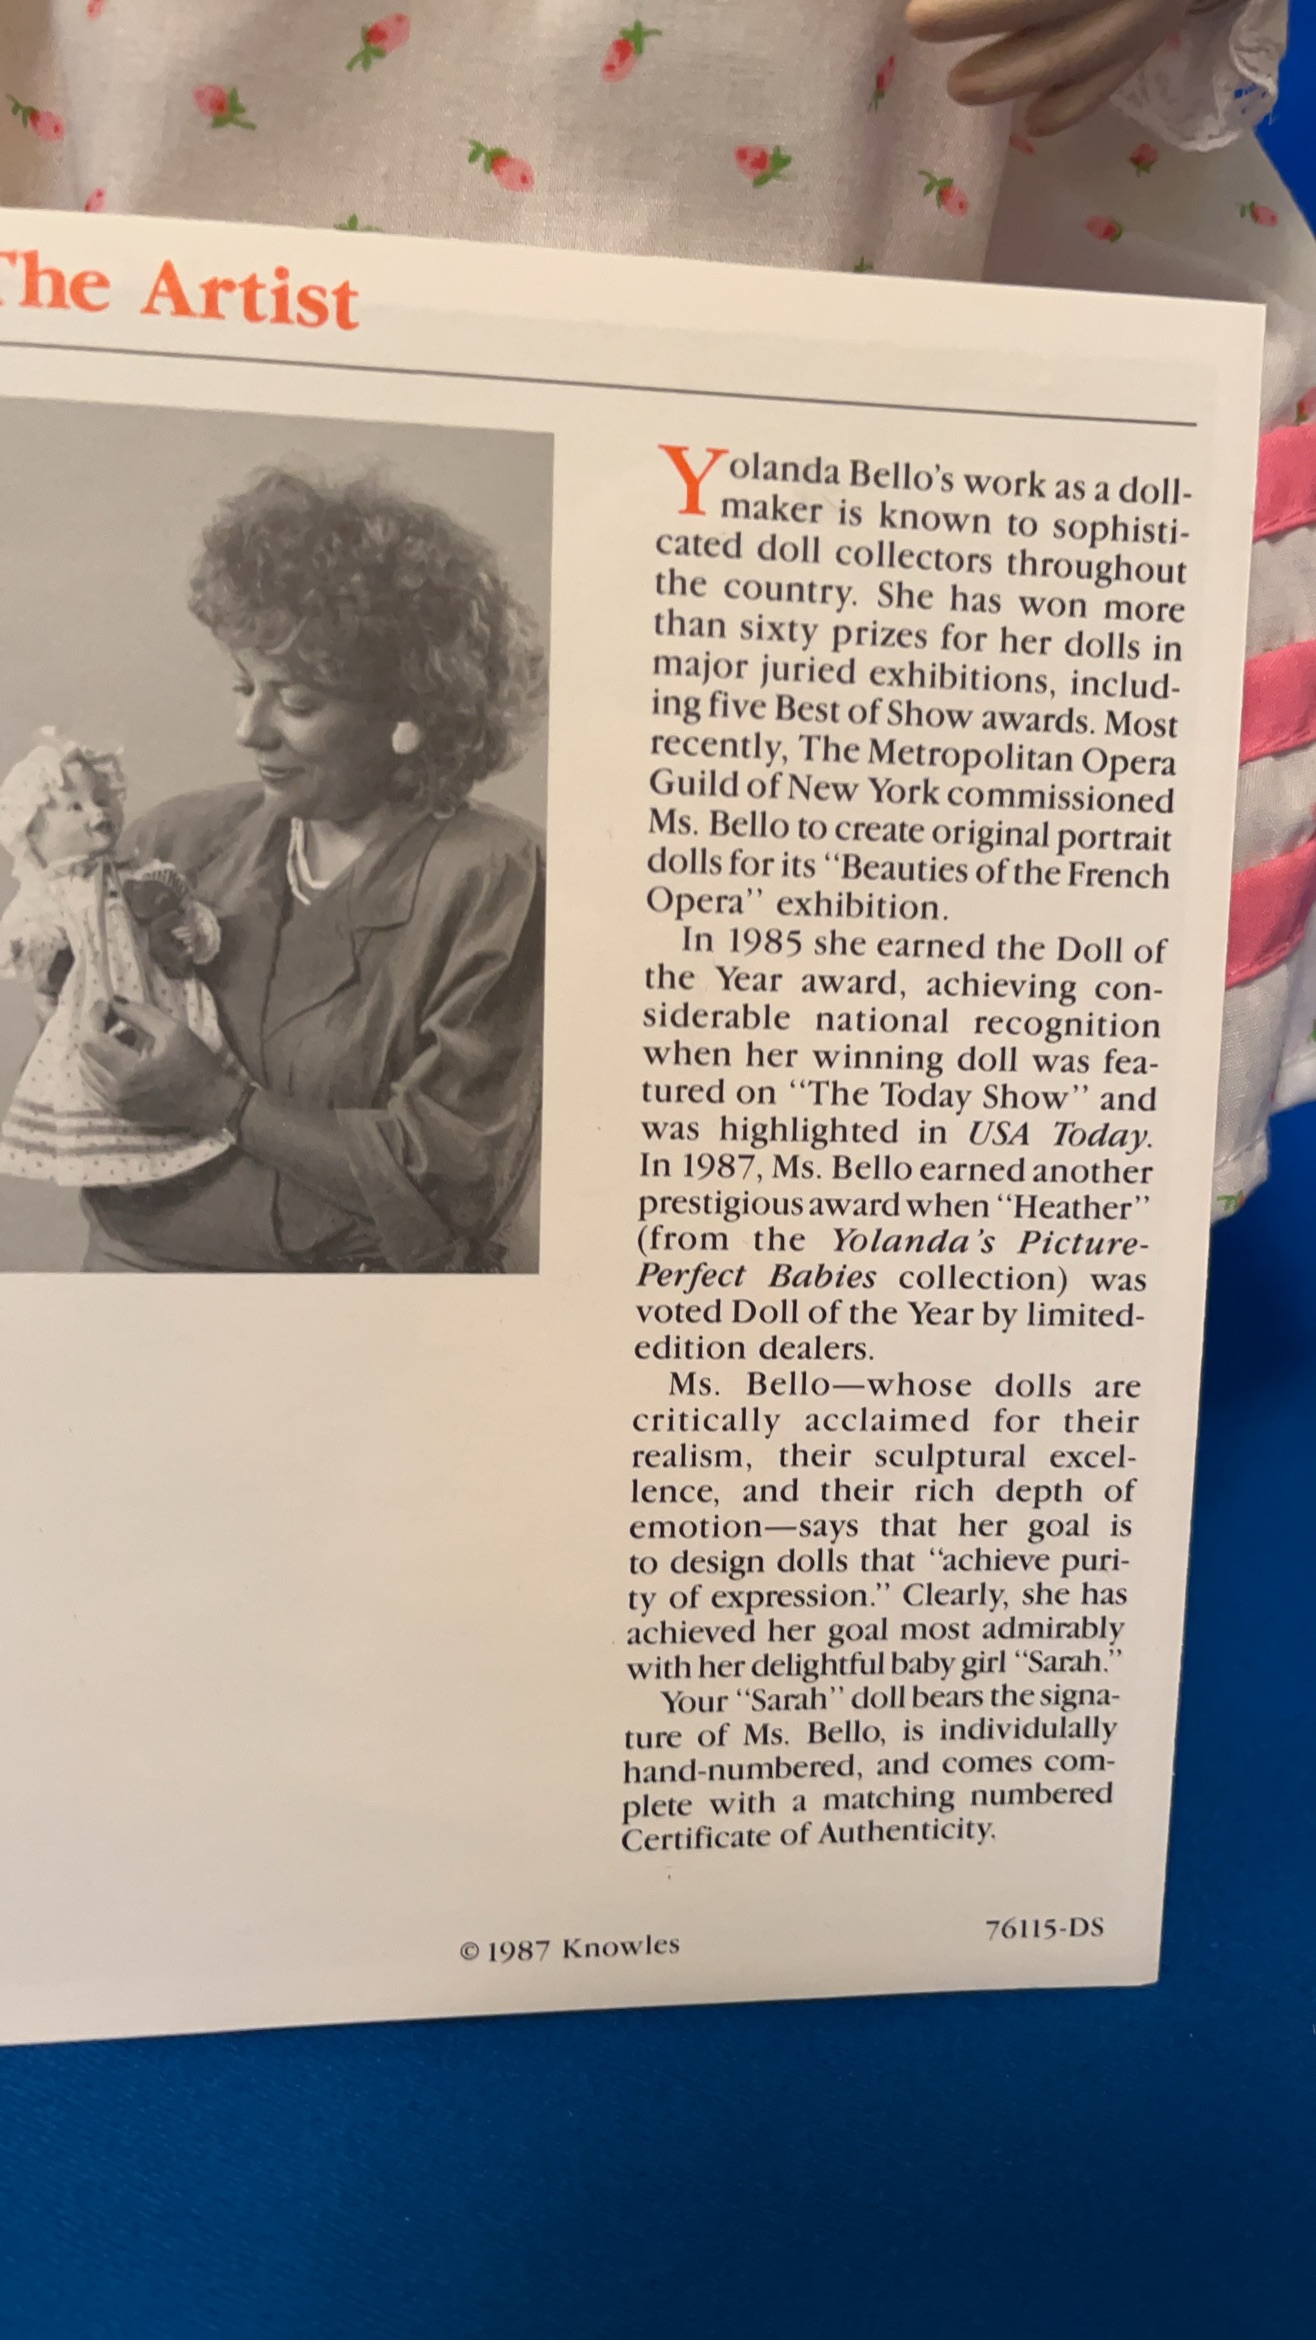 The Artist
Yolanda Bello's work as a doll-
maker is known to sophisti-
cated doll collectors throughout
the country. She has won more
than sixty prizes for her dolls in
major juried exhibitions, includ-
ing five Best of Show awards. Most
recently, The Metropolitan Opera
Guild of New York commissioned
Ms. Bello to create original portrait
dolls for its "Beauties of the French
Opera" exhibition.
In 1985 she earned the Doll of
the Year award, achieving con-
siderable national recognition
when her winning doll was fea-
tured on "The Today Show" and
was highlighted in USA Today.
In 1987, Ms. Bello earned another
prestigious award when "Heather"
(from the Yolanda's Picture-
Perfect Babies collection) was
voted Doll of the Year by limited-
edition dealers.
Ms. Bello—whose dolls are
critically acclaimed for their
realism, their sculptural excel-
lence, and their rich depth of
emotion—says that her goal is
to design dolls that "achieve puri-
ty of expression." Clearly, she has
achieved her goal most admirably
with her delightful baby girl "Sarah."
Your "Sarah" doll bears the signa-
ture of Ms. Bello, is individulally
hand-numbered, and comes com-
plete with a matching numbered
Certificate of Authenticity.
© 1987 Knowles
76115-DS